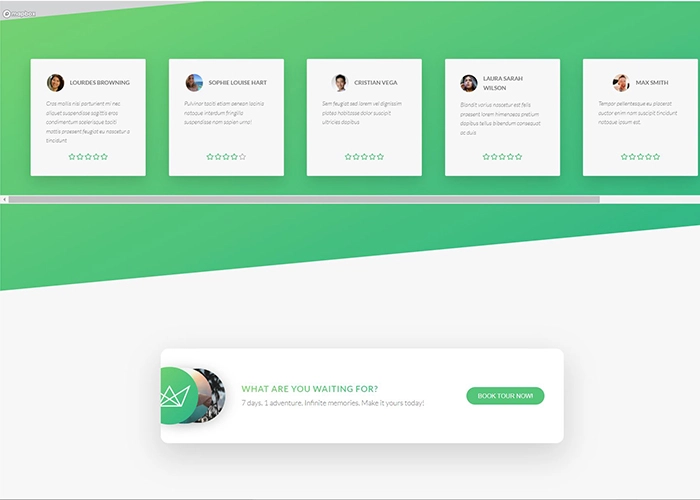 mapbox
LOURDES BROWNING
Cras mollis nisi parturient mi nec
aliquet suspendisse sagittis eros
condimentum scelerisque taciti
mattis praesent feugiat eu nascetur a
tincidunt
SOPHIE LOUISE HART
Pulvinar taciti etiam aenean lacinia
natoque interdum fringilla
suspendisse nam sapien urna!
CRISTIAN VEGA
Sem feugiat sed lorem vel dignissim
platea habitasse dolor suscipit
ultricies dapibus
LAURA SARAH
WILSON
Blandit varius nascetur est felis
praesent lorem himenaeos pretium
dapibus tellus bibendum consequat
ac duis
MAX SMITH
Tempor pellentesque eu placerat
auctor enim nam suscipit tincidunt
natoque ipsum est.
WHAT ARE YOU WAITING FOR?
7 days. 1 adventure. Infinite memories. Make it yours today!
BOOK TOUR NOW!